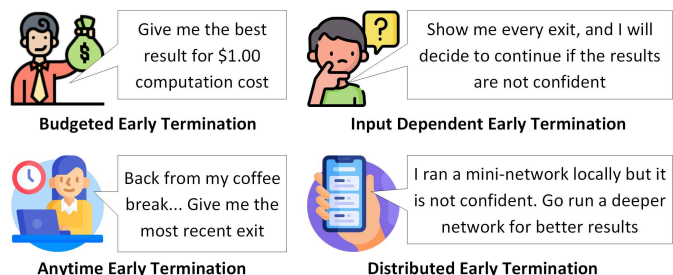 Give me the best
result for $1.00
computation cost
Budgeted Early Termination
Show me every exit, and I will
decide to continue if the results
are not confident
Input Dependent Early Termination
Back from my coffee
break... Give me the
most recent exit
Anytime Early Termination
I ran a mini-network locally but it
is not confident. Go run a deeper
network for better results
Distributed Early Termination